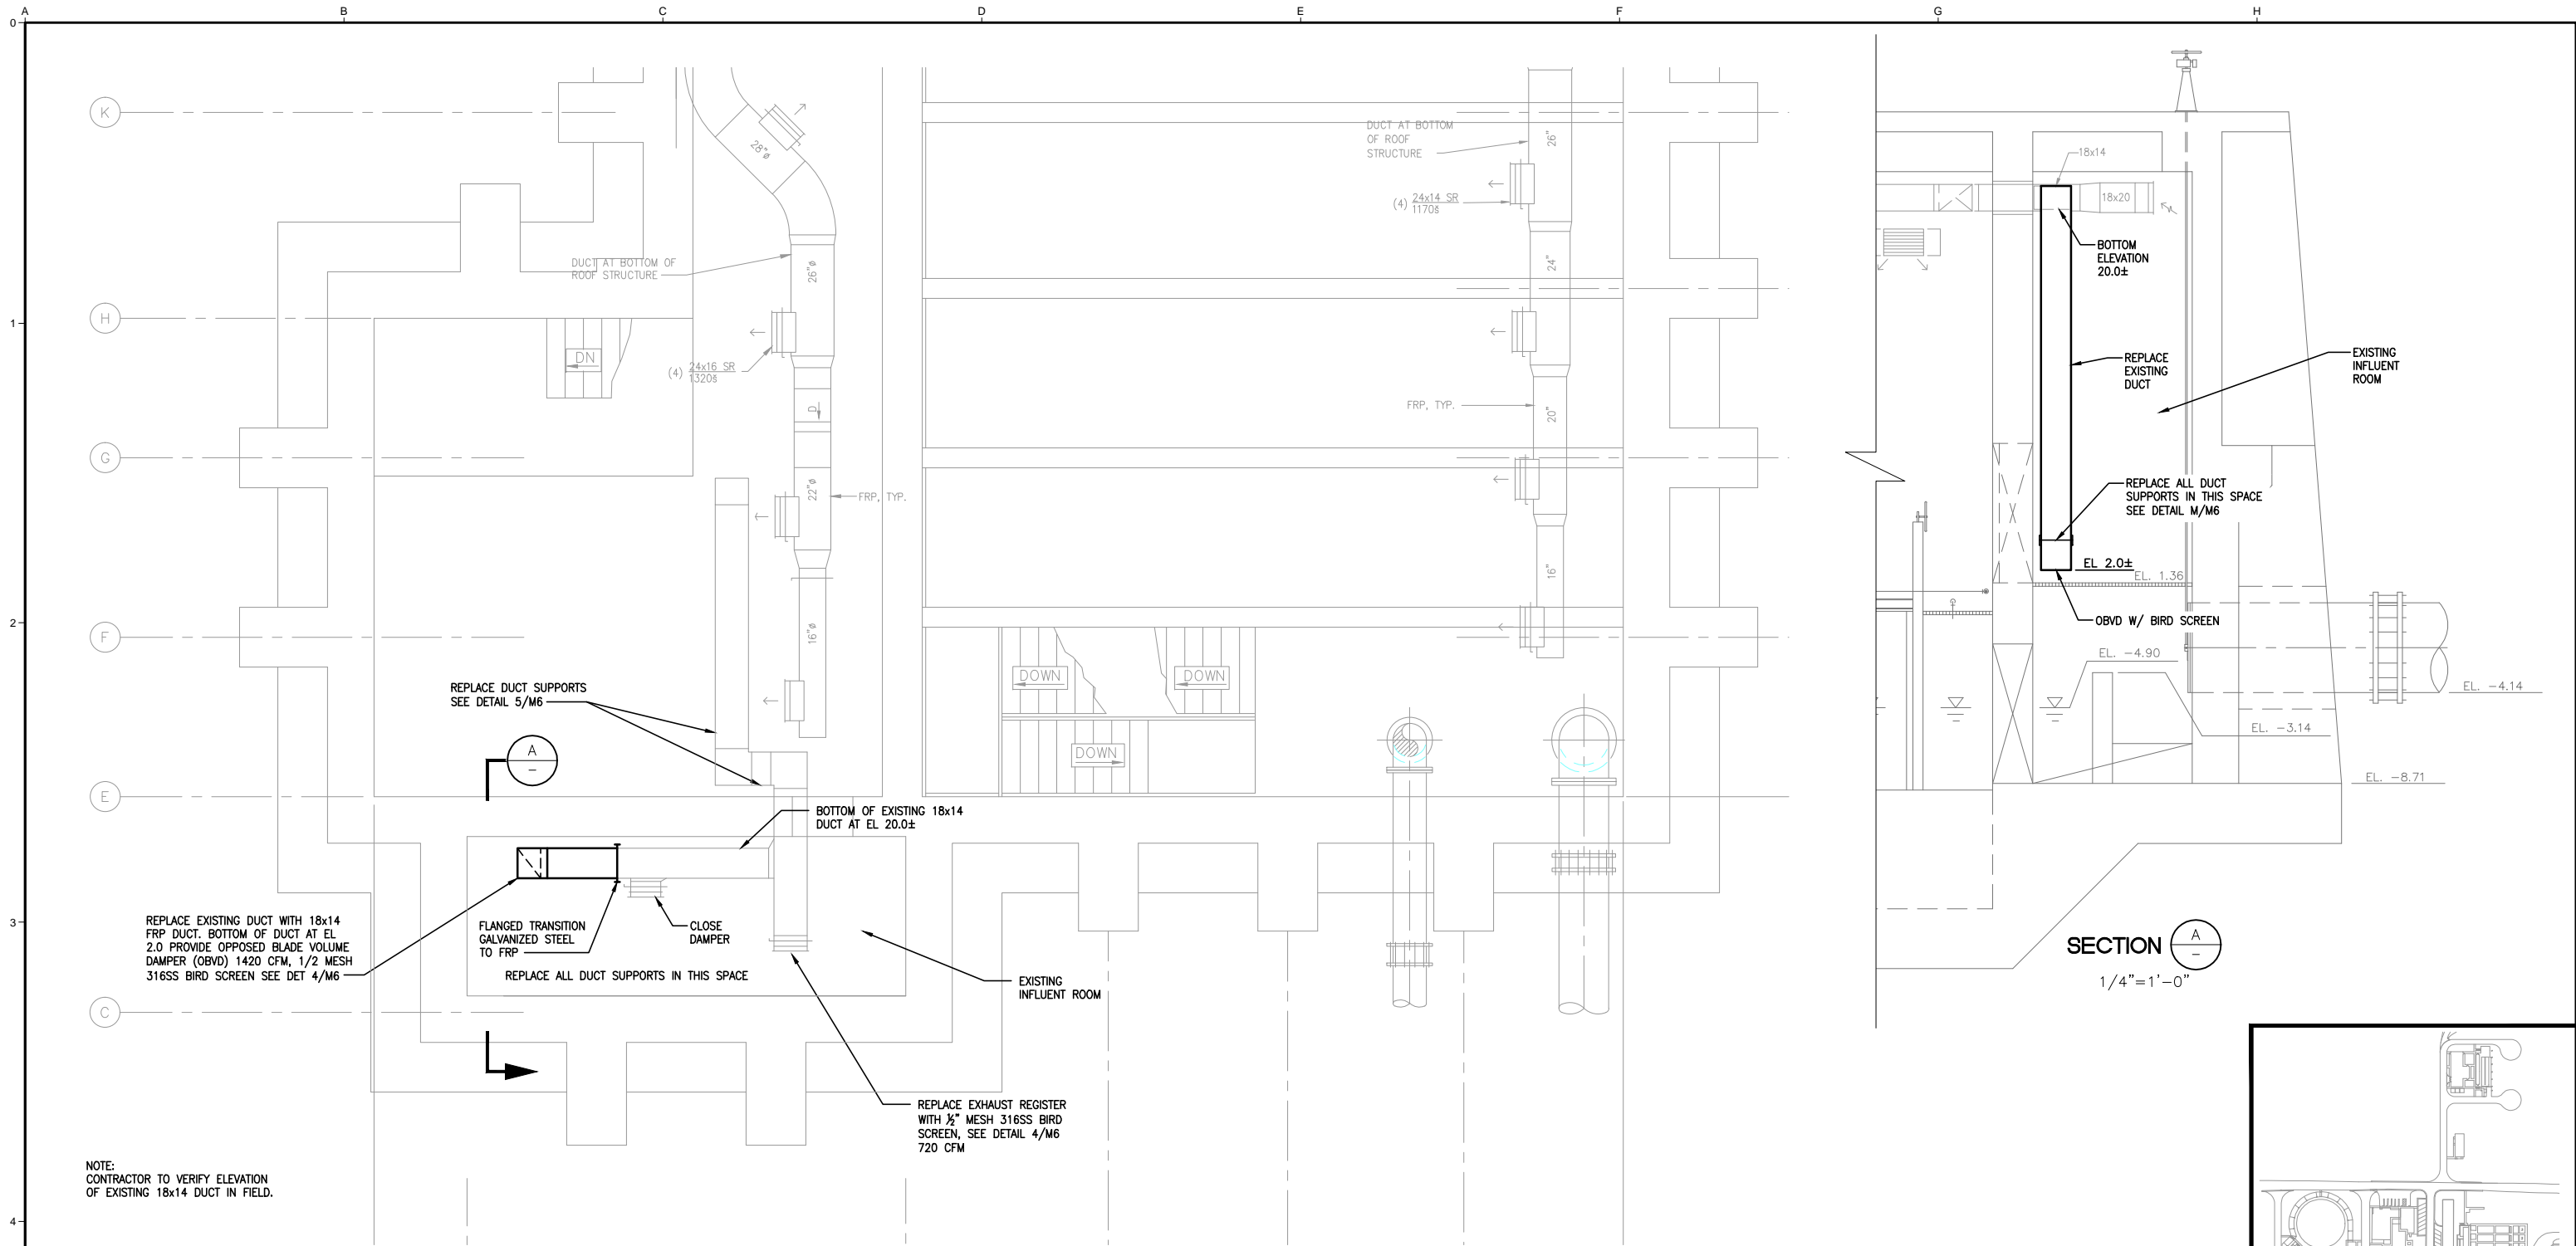 A B C D E F G H
0
1
2
3
4
K
H
G
F
E
C
28"ø
DUCT AT BOTTOM OF
ROOF STRUCTURE
26"ø
DN
(4) 24x16 SR
1320š
D
22"ø
FRP, TYP.
16"ø
REPLACE DUCT SUPPORTS
SEE DETAIL 5/M6
A
–
BOTTOM OF EXISTING 18x14
DUCT AT EL 20.0±
REPLACE EXISTING DUCT WITH 18x14
FRP DUCT. BOTTOM OF DUCT AT EL
2.0 PROVIDE OPPOSED BLADE VOLUME
DAMPER (OBVD) 1420 CFM, 1/2 MESH
316SS BIRD SCREEN SEE DET 4/M6
FLANGED TRANSITION
GALVANIZED STEEL
TO FRP
CLOSE
DAMPER
REPLACE ALL DUCT SUPPORTS IN THIS SPACE
EXISTING
INFLUENT ROOM
REPLACE EXHAUST REGISTER
WITH ½" MESH 316SS BIRD
SCREEN, SEE DETAIL 4/M6
720 CFM
NOTE:
CONTRACTOR TO VERIFY ELEVATION
OF EXISTING 18x14 DUCT IN FIELD.
DUCT AT BOTTOM
OF ROOF
STRUCTURE
26"
(4) 24x14 SR
1170š
24"
FRP, TYP.
20"
16"
DOWN
DOWN
DOWN
18x14
18x20
BOTTOM
ELEVATION
20.0±
REPLACE
EXISTING
DUCT
EXISTING
INFLUENT
ROOM
REPLACE ALL DUCT
SUPPORTS IN THIS SPACE
SEE DETAIL M/M6
EL 2.0±
EL. 1.36
OBVD W/ BIRD SCREEN
EL. -4.90
EL. -4.14
EL. -3.14
EL. -8.71
SECTION
A
–
1/4"=1'-0"